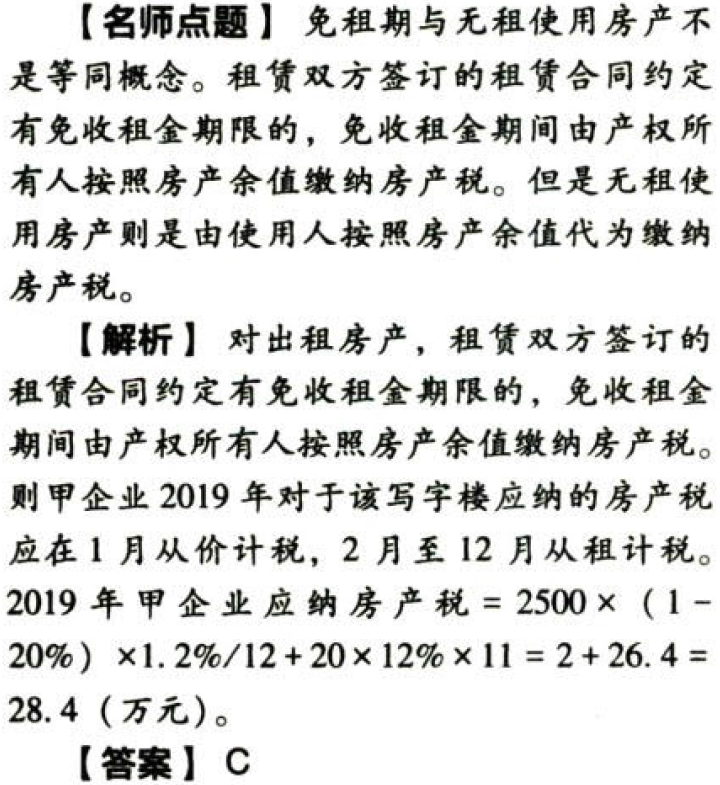 【名师点题】 免租期与无租使用房产不
是等同概念。租赁双方签订的租赁合同约定
有免收租金期限的，免收租金期间由产权所
有人按照房产余值缴纳房产税。但是无租使
用房产则是由使用人按照房产余值代为缴纳
房产税。
【解析】 对出租房产，租赁双方签订的
租赁合同约定有免收租金期限的，免收租金
期间由产权所有人按照房产余值缴纳房产税。
则甲企业 2019 年对于该写字楼应纳的房产税
应在 1 月从价计税，2 月至 12 月从租计税。
2019 年甲企业应纳房产税 = 2500 × (1 -
20%) ×1. 2%/12 + 20 × 12% × 11 = 2 + 26. 4 =
28. 4 (万元)。
【答案】 C